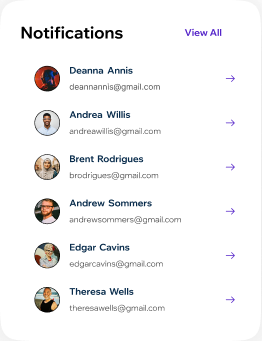 Notifications
View All
Deanna Annis
deannannis@gmail.com
Andrea Willis
andreawillis@gmail.com
Brent Rodrigues
brodrigues@gmail.com
Andrew Sommers
andrewsommers@gmail.com
Edgar Cavins
edgarcavins@gmail.com
Theresa Wells
theresawells@gmail.com